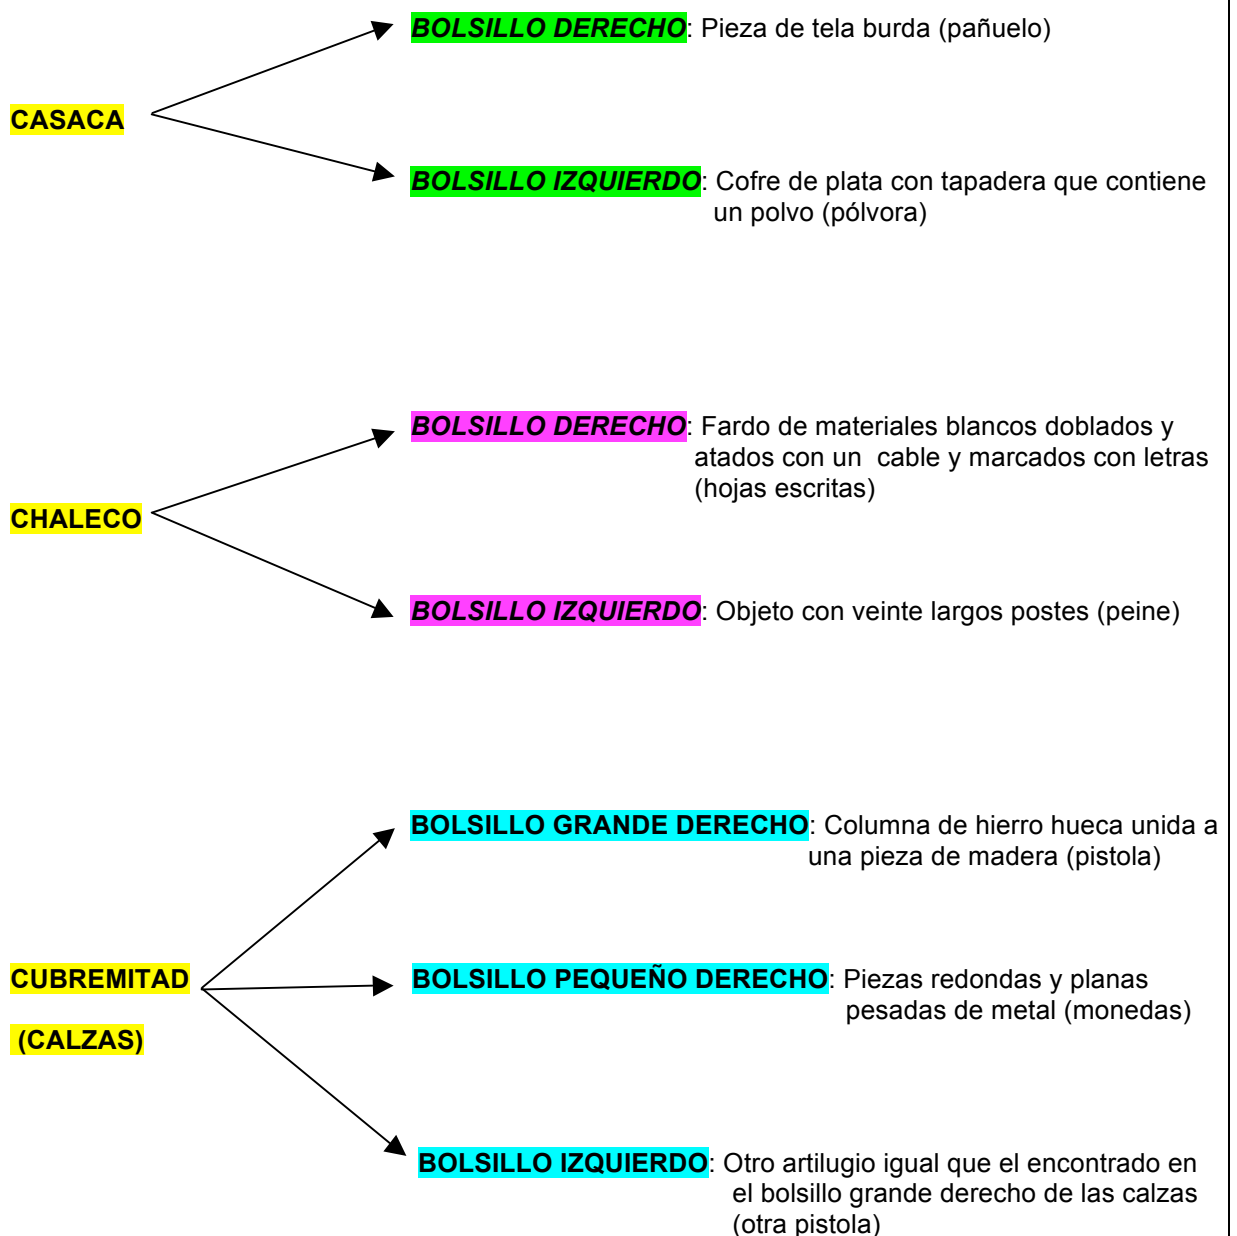 BOLSILLO DERECHO: Pieza de tela burda (pañuelo)
CASACA
BOLSILLO IZQUIERDO: Cofre de plata con tapadera que contiene
un polvo (pólvora)
BOLSILLO DERECHO: Fardo de materiales blancos doblados y
atados con un cable y marcados con letras
(hojas escritas)
CHALECO
BOLSILLO IZQUIERDO: Objeto con veinte largos postes (peine)
BOLSILLO GRANDE DERECHO: Columna de hierro hueca unida a
una pieza de madera (pistola)
CUBREMITAD
(CALZAS)
BOLSILLO PEQUEÑO DERECHO: Piezas redondas y planas
pesadas de metal (monedas)
BOLSILLO IZQUIERDO: Otro artilugio igual que el encontrado en
el bolsillo grande derecho de las calzas
(otra pistola)